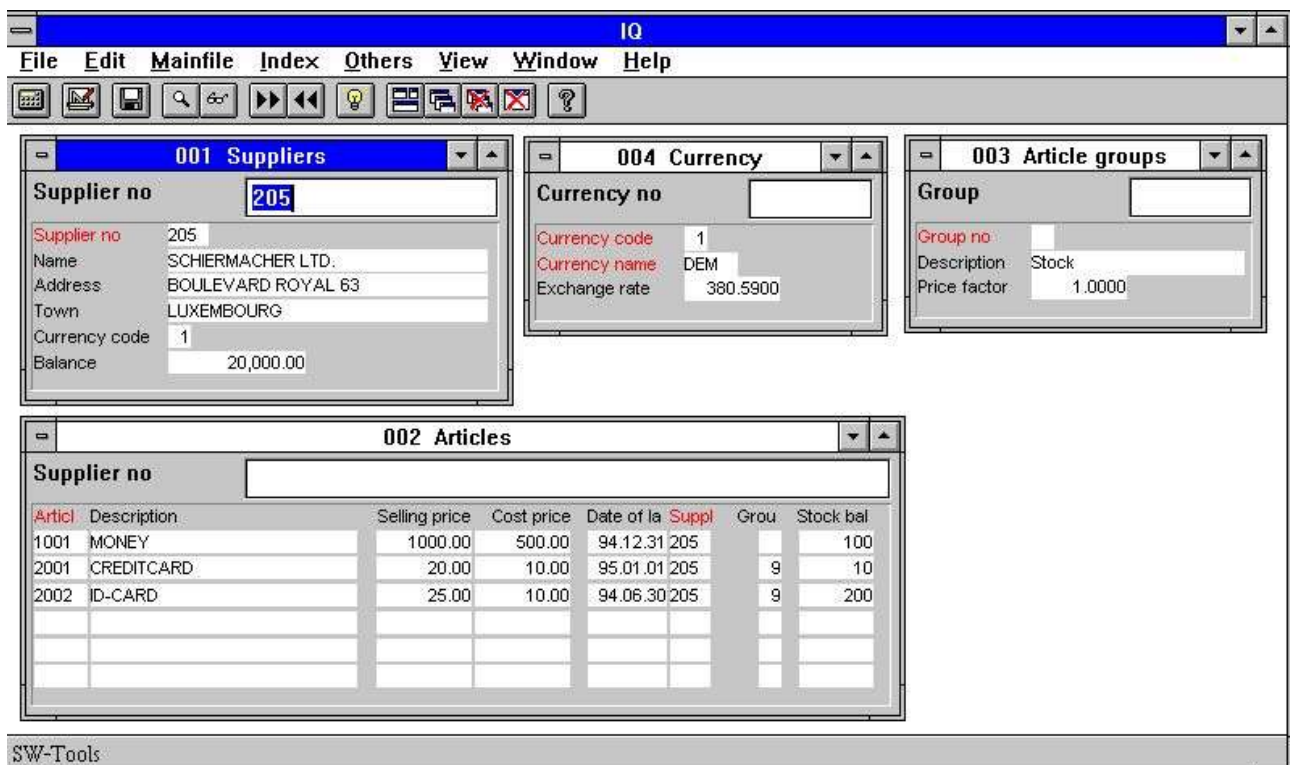 IQ
File Edit Mainfile Index Others View Window Help
001 Suppliers
Supplier no 205
Supplier no 205
Name SCHIERMACHER LTD.
Address BOULEVARD ROYAL 63
Town LUXEMBOURG
Currency code 1
Balance 20,000.00
004 Currency
Currency no
Currency code 1
Currency name DEM
Exchange rate 380.5900
003 Article groups
Group
Group no
Description Stock
Price factor 1.0000
002 Articles
Supplier no
Articl Description Selling price Cost price Date of la Suppl Grou Stock bal
1001 MONEY 1000.00 500.00 94.12.31 205 100
2001 CREDITCARD 20.00 10.00 95.01.01 205 9 10
2002 ID-CARD 25.00 10.00 94.06.30 205 9 200
SW-Tools